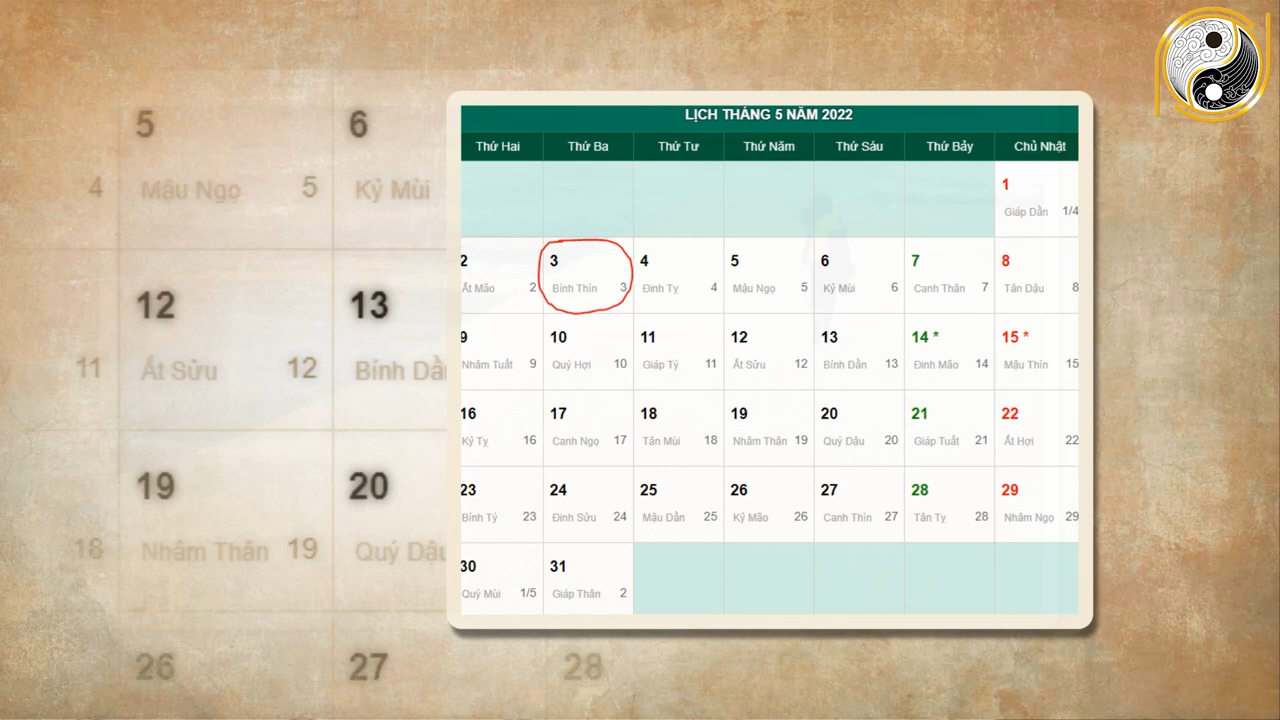 LỊCH THÁNG 5 NĂM 2022
Thứ Hai Thứ Ba Thứ Tư Thứ Năm Thứ Sáu Thứ Bảy Chủ Nhật
1
Giáp Dần 1/4
2 3 4 5 6 7 8
Ất Mão 2 Bính Thìn 3 Đinh Tỵ 4 Mậu Ngọ 5 Kỷ Mùi 6 Canh Thân 7 Tân Dậu 8
9 10 11 12 13 14 * 15 *
Nhâm Tuất 9 Quý Hợi 10 Giáp Tý 11 Ất Sửu 12 Bính Dần 13 Đinh Mão 14 Mậu Thìn 15
16 17 18 19 20 21 22
Kỷ Tỵ 16 Canh Ngọ 17 Tân Mùi 18 Nhâm Thân 19 Quý Dậu 20 Giáp Tuất 21 Ất Hợi 22
23 24 25 26 27 28 29
Bính Tý 23 Đinh Sửu 24 Mậu Dần 25 Kỷ Mão 26 Canh Thìn 27 Tân Tỵ 28 Nhâm Ngọ 29
30 31
Quý Mùi 1/5 Giáp Thân 2
5 6
4 Mậu Ngọ 5 Kỷ Mùi
12 13
11 Ất Sửu 12 Bính
19 20
18 Nhâm Thân 19 Quý Dậu
26 27 28